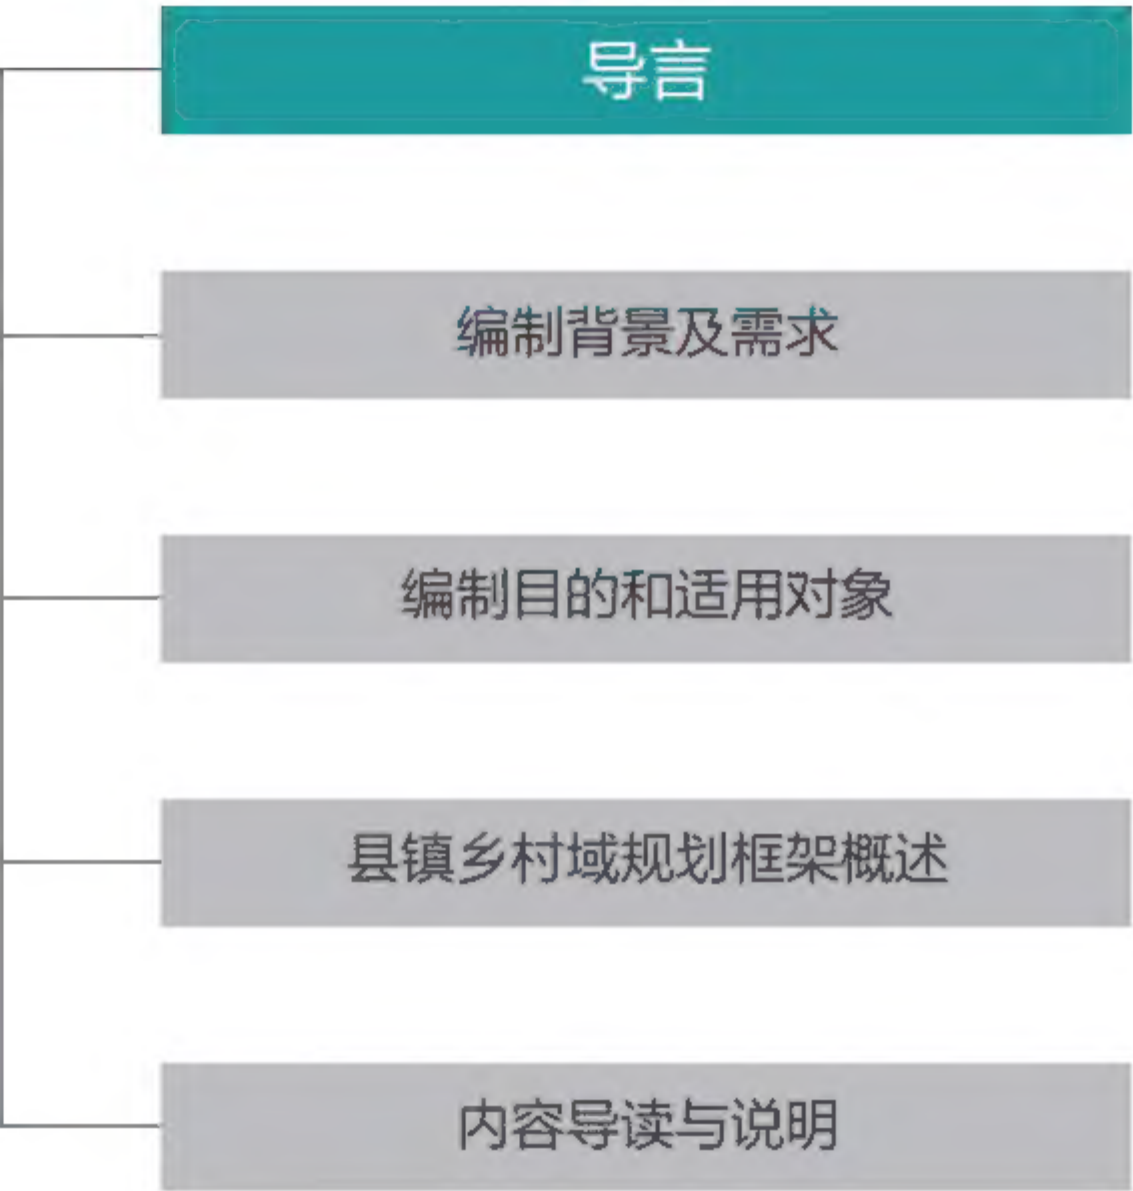 导言
编制背景及需求
编制目的和适用对象
县镇乡村域规划框架概述
内容导读与说明